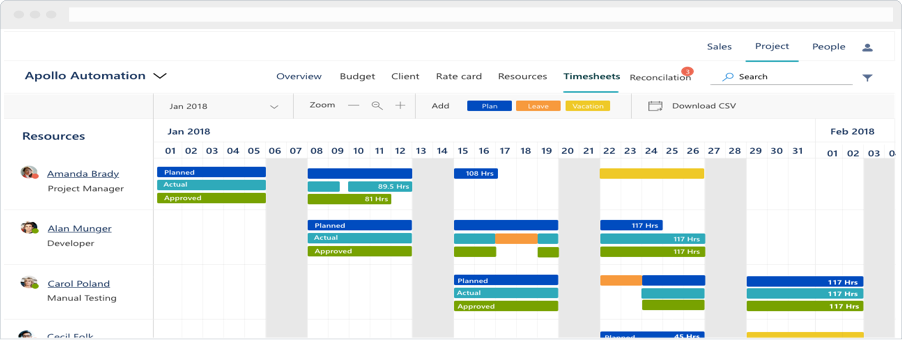 Sales Project People
Apollo Automation Overview Budget Client Rate card Resources Timesheets Reconcilation 3 Search
Jan 2018 Zoom Add Plan Leave Vacation Download CSV
Resources Jan 2018 Feb 2018
01 02 03 04 05 06 07 08 09 10 11 12 13 14 15 16 17 18 19 20 21 22 23 24 25 26 27 28 29 30 31 01 02 03
Amanda Brady
Project Manager
Planned 108 Hrs
Actual 89.5 Hrs
Approved 81 Hrs
Alan Munger
Developer
Planned 117 Hrs
Actual 117 Hrs
Approved 117 Hrs
Carol Poland
Manual Testing
Planned 117 Hrs
Actual 117 Hrs
Approved 117 Hrs
Cecil Folk
Planned 45 Hrs